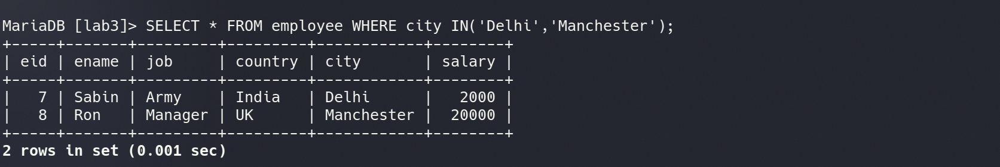 MariaDB [lab3]> SELECT * FROM employee WHERE city IN('Delhi','Manchester');
+-----+-------+---------+---------+------------+--------+
| eid | ename | job     | country | city       | salary |
+-----+-------+---------+---------+------------+--------+
|   7 | Sabin | Army    | India   | Delhi      |   2000 |
|   8 | Ron   | Manager | UK      | Manchester |  20000 |
+-----+-------+---------+---------+------------+--------+
2 rows in set (0.001 sec)